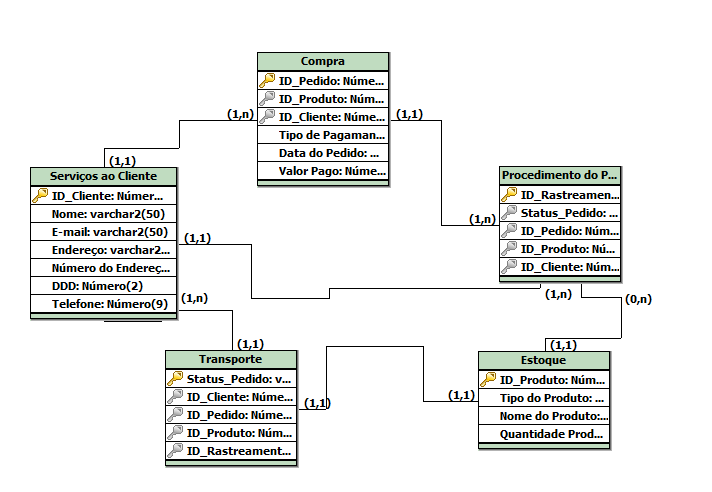 Compra
ID_Pedido: Núme...
ID_Produto: Núm...
ID_Cliente: Núme...
Tipo de Pagaman...
Data do Pedido: ...
Valor Pago: Núme...
(1,n)
(1,1)
(1,1)
Serviços ao Cliente
ID_Cliente: Númer...
Nome: varchar2(50)
E-mail: varchar2(50)
Endereço: varchar2...
Número do Endereç...
DDD: Número(2)
Telefone: Número(9)
Procedimento do P...
ID_Rastreamen...
Status_Pedido: ...
ID_Pedido: Núm...
ID_Produto: Nú...
ID_Cliente: Núm...
(1,n)
(1,1)
(1,n)
(1,n)
(0,n)
(1,1)
(1,1)
Transporte
Status_Pedido: v...
ID_Cliente: Núme...
ID_Pedido: Núme...
ID_Produto: Núm...
ID_Rastreament...
(1,1)
(1,1)
Estoque
ID_Produto: Núm...
Tipo do Produto: ...
Nome do Produto:...
Quantidade Prod...